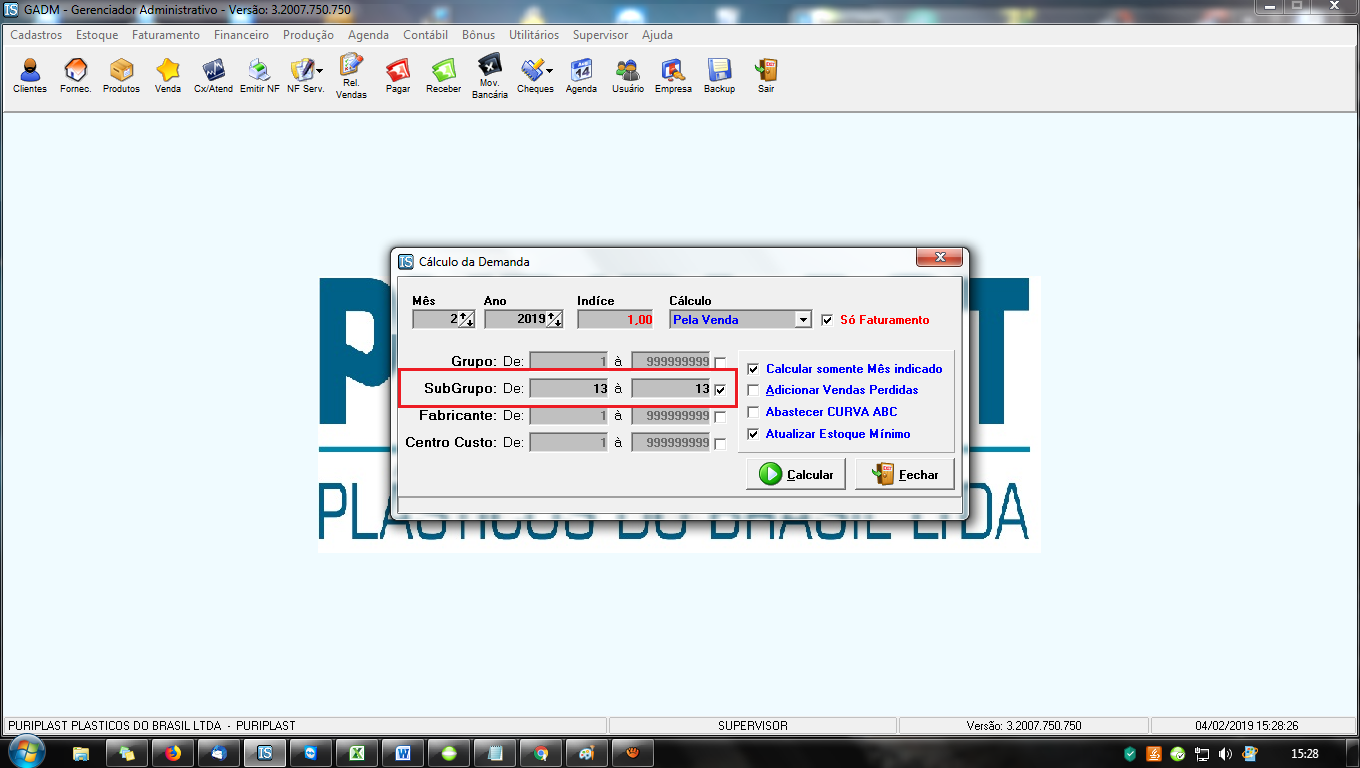 GADM - Gerenciador Administrativo - Versão: 3.2007.750.750
Cadastros Estoque Faturamento Financeiro Produção Agenda Contábil Bônus Utilitários Supervisor Ajuda
Clientes Fornec. Produtos Venda Cx/Atend Emitir NF NF Serv. Rel. Vendas Pagar Receber Mov. Bancária Cheques Agenda Usuário Empresa Backup Sair
Cálculo da Demanda
Mês Ano Indíce Cálculo
2 2019 1,00 Pela Venda Só Faturamento
Grupo: De: 1 à 999999999
SubGrupo: De: 13 à 13
Fabricante: De: 1 à 999999999
Centro Custo: De: 1 à 999999999
Calcular somente Mês indicado
Adicionar Vendas Perdidas
Abastecer CURVA ABC
Atualizar Estoque Mínimo
Calcular Fechar
PLASTICOS DO BRASIL LTDA
PURIPLAST PLASTICOS DO BRASIL LTDA - PURIPLAST SUPERVISOR Versão: 3.2007.750.750 04/02/2019 15:28:26
15:28